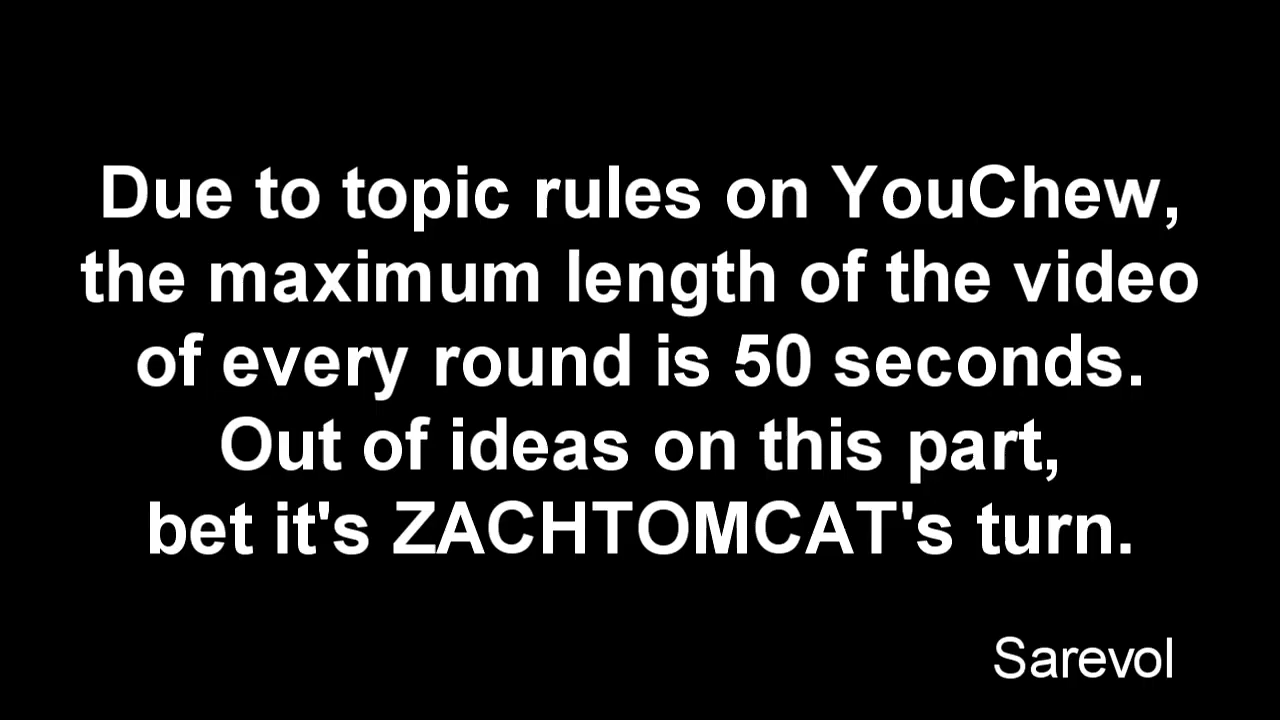 Due to topic rules on YouChew,
the maximum length of the video
of every round is 50 seconds.
Out of ideas on this part,
bet it's ZACHTOMCAT's turn.
Sarevol